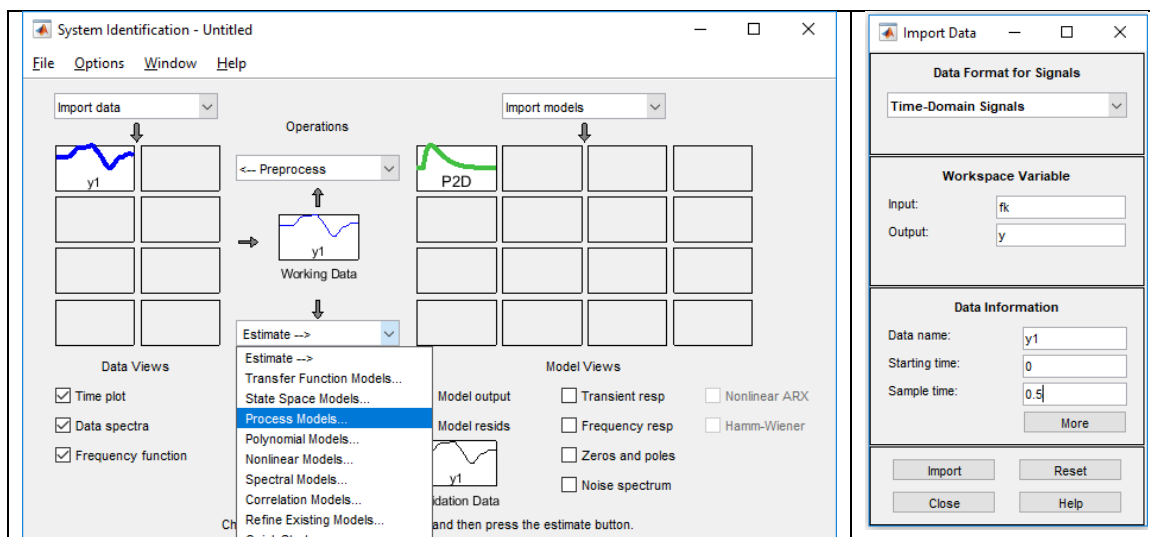 System Identification - Untitled
File Options Window Help
Import data
Import models
Operations
<-- Preprocess
y1
P2D
y1
Working Data
Estimate -->
Estimate -->
Transfer Function Models...
State Space Models...
Process Models...
Polynomial Models...
Nonlinear Models...
Spectral Models...
Correlation Models...
Refine Existing Models...
Data Views
Time plot
Data spectra
Frequency function
Model Views
Model output Transient resp Nonlinear ARX
Model resids Frequency resp Hamm-Wiener
Zeros and poles
y1
Noise spectrum
idation Data
Ch
and then press the estimate button.
Import Data
Data Format for Signals
Time-Domain Signals
Workspace Variable
Input: fk
Output: y
Data Information
Data name: y1
Starting time: 0
Sample time: 0.5
More
Import Reset
Close Help